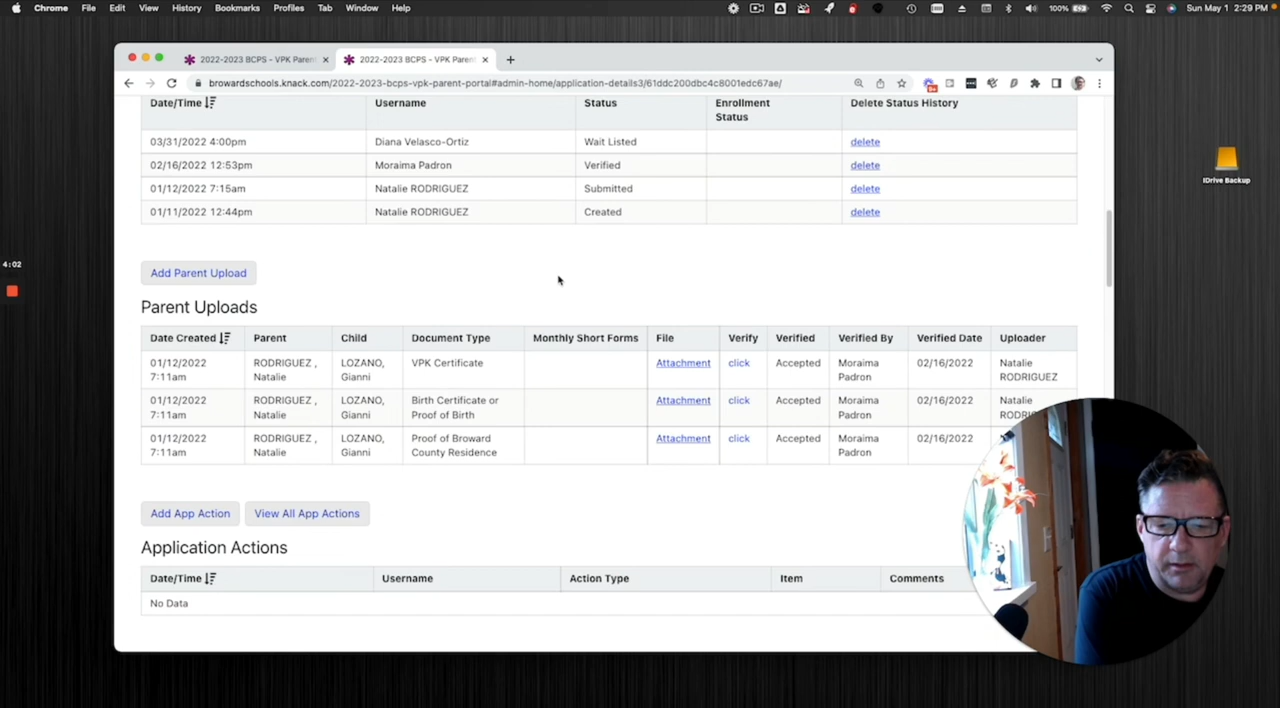 Chrome File Edit View History Bookmarks Profiles Tab Window Help 100% Sun May 1 2:29 PM
2022-2023 BCPS - VPK Paren 2022-2023 BCPS - VPK Paren
browardschools.knack.com/2022-2023-bcps-vpk-parent-portal#admin-home/application-details3/61ddc200dbc4c8001edc67ae/
Date/Time Username Status Enrollment Status Delete Status History
03/31/2022 4:00pm Diana Velasco-Ortiz Wait Listed delete
02/16/2022 12:53pm Moraima Padron Verified delete
01/12/2022 7:15am Natalie RODRIGUEZ Submitted delete
01/11/2022 12:44pm Natalie RODRIGUEZ Created delete
IDrive Backup
4:02
Add Parent Upload
Parent Uploads
Date Created Parent Child Document Type Monthly Short Forms File Verify Verified Verified By Verified Date Uploader
01/12/2022 RODRIGUEZ , LOZANO, VPK Certificate Attachment click Accepted Moraima 02/16/2022 Natalie
7:11am Natalie Gianni Padron RODRIGUEZ
01/12/2022 RODRIGUEZ , LOZANO, Birth Certificate or Attachment click Accepted Moraima 02/16/2022 Natalie
7:11am Natalie Gianni Proof of Birth Padron RODRI
01/12/2022 RODRIGUEZ , LOZANO, Proof of Broward Attachment click Accepted Moraima 02/16/2022
7:11am Natalie Gianni County Residence Padron
Add App Action View All App Actions
Application Actions
Date/Time Username Action Type Item Comments
No Data